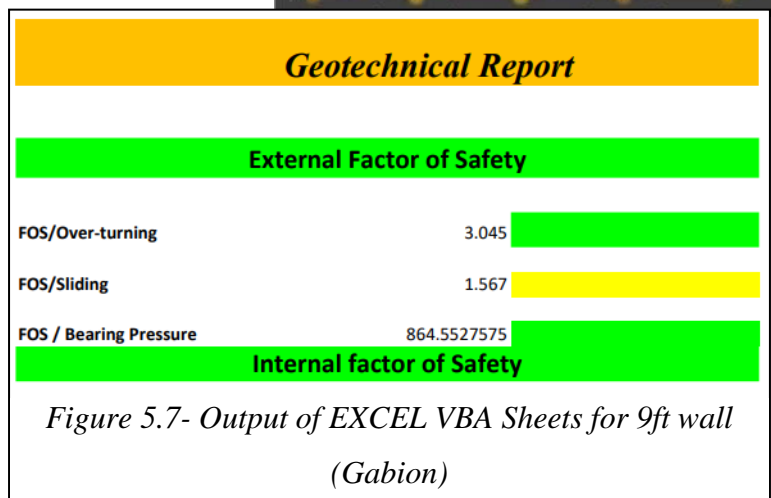 Geotechnical Report
External Factor of Safety
FOS/Over-turning 3.045
FOS/Sliding 1.567
FOS / Bearing Pressure 864.5527575
Internal factor of Safety
Figure 5.7- Output of EXCEL VBA Sheets for 9ft wall
(Gabion)